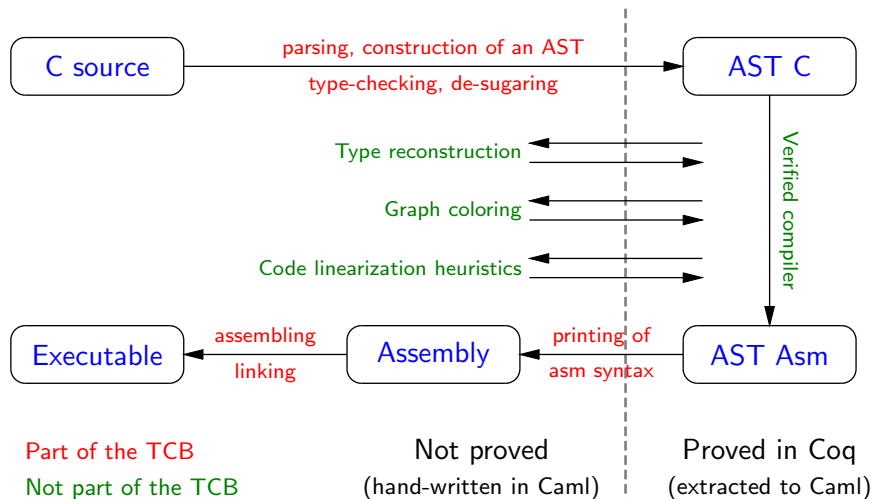 parsing, construction of an AST
C source
AST C
type-checking, de-sugaring
Type reconstruction
Verified compiler
Graph coloring
Code linearization heuristics
assembling
printing of
Executable
Assembly
AST Asm
linking
asm syntax
Part of the TCB
Not proved
Proved in Coq
Not part of the TCB
(hand-written in Caml)
(extracted to Caml)